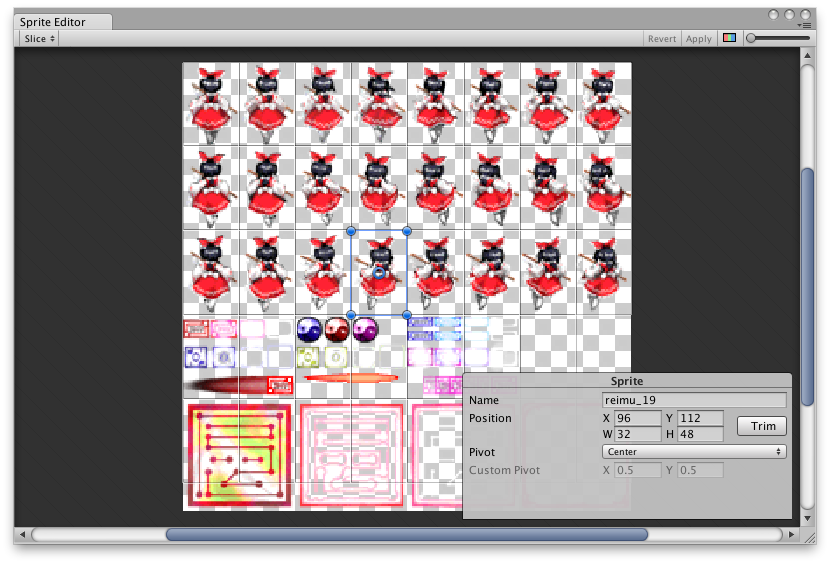 Sprite Editor
Slice
Revert
Apply
Sprite
Name
reimu_19
Position
X 96 Y 112
W 32 H 48
Trim
Pivot
Center
Custom Pivot
X 0.5 Y 0.5